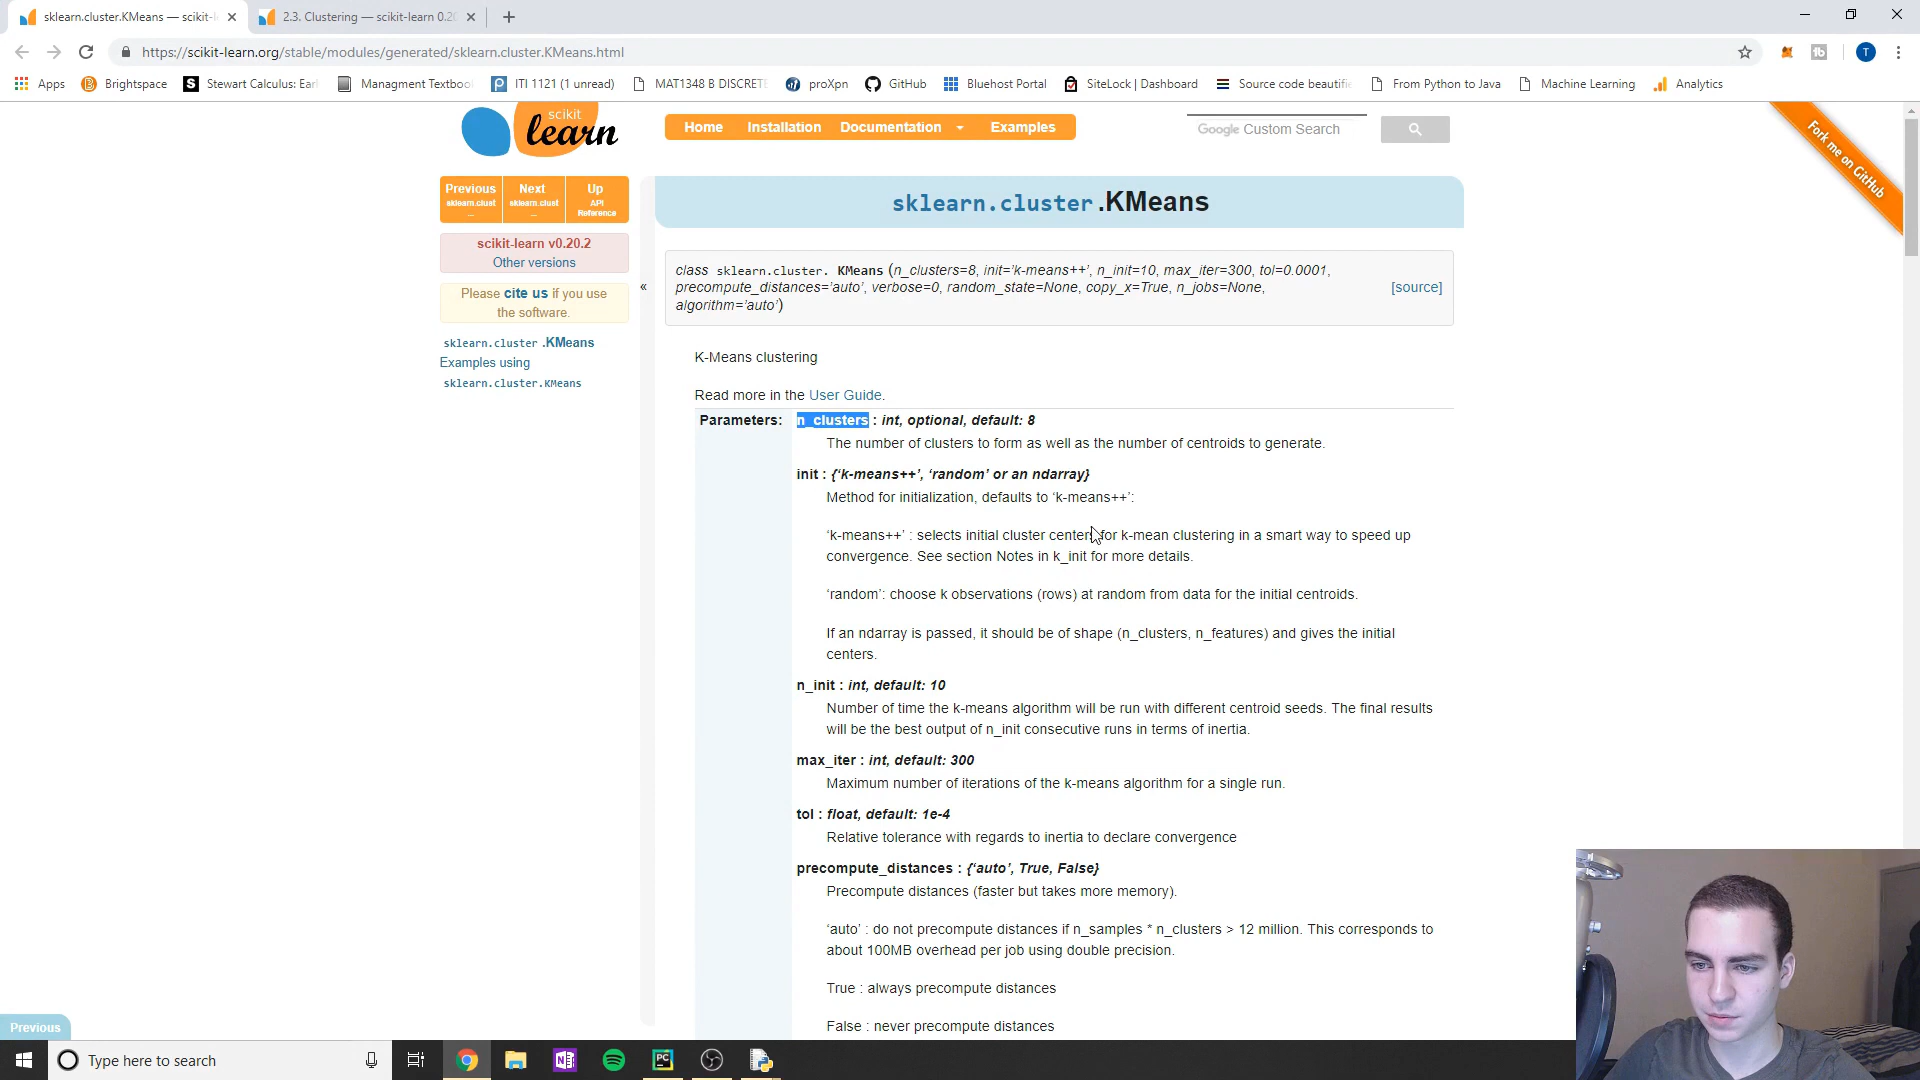 sklearn.cluster.KMeans — scikit-l
2.3. Clustering — scikit-learn 0.20
https://scikit-learn.org/stable/modules/generated/sklearn.cluster.KMeans.html
T
Apps
Brightspace
Stewart Calculus: Earl
Managment Textboo
ITI 1121 (1 unread)
MAT1348 B DISCRETE
proXpn
GitHub
Bluehost Portal
SiteLock | Dashboard
Source code beautifie
From Python to Java
Machine Learning
Analytics
scikit
learn
Home Installation Documentation Examples
Google Custom Search
Fork me on GitHub
Previous
sklearn.clust
...
Next
sklearn.clust
...
Up
API
Reference
scikit-learn v0.20.2
Other versions
Please cite us if you use
the software.
sklearn.cluster.KMeans
Examples using
sklearn.cluster.KMeans
«
sklearn.cluster.KMeans
class sklearn.cluster. KMeans (n_clusters=8, init='k-means++', n_init=10, max_iter=300, tol=0.0001,
precompute_distances='auto', verbose=0, random_state=None, copy_x=True, n_jobs=None,
algorithm='auto')
[source]
K-Means clustering
Read more in the User Guide.
Parameters: n_clusters : int, optional, default: 8
The number of clusters to form as well as the number of centroids to generate.
init : {'k-means++', 'random' or an ndarray}
Method for initialization, defaults to 'k-means++':
'k-means++' : selects initial cluster centers for k-mean clustering in a smart way to speed up
convergence. See section Notes in k_init for more details.
'random': choose k observations (rows) at random from data for the initial centroids.
If an ndarray is passed, it should be of shape (n_clusters, n_features) and gives the initial
centers.
n_init : int, default: 10
Number of time the k-means algorithm will be run with different centroid seeds. The final results
will be the best output of n_init consecutive runs in terms of inertia.
max_iter : int, default: 300
Maximum number of iterations of the k-means algorithm for a single run.
tol : float, default: 1e-4
Relative tolerance with regards to inertia to declare convergence
precompute_distances : {'auto', True, False}
Precompute distances (faster but takes more memory).
'auto' : do not precompute distances if n_samples * n_clusters > 12 million. This corresponds to
about 100MB overhead per job using double precision.
True : always precompute distances
False : never precompute distances
Previous
Type here to search